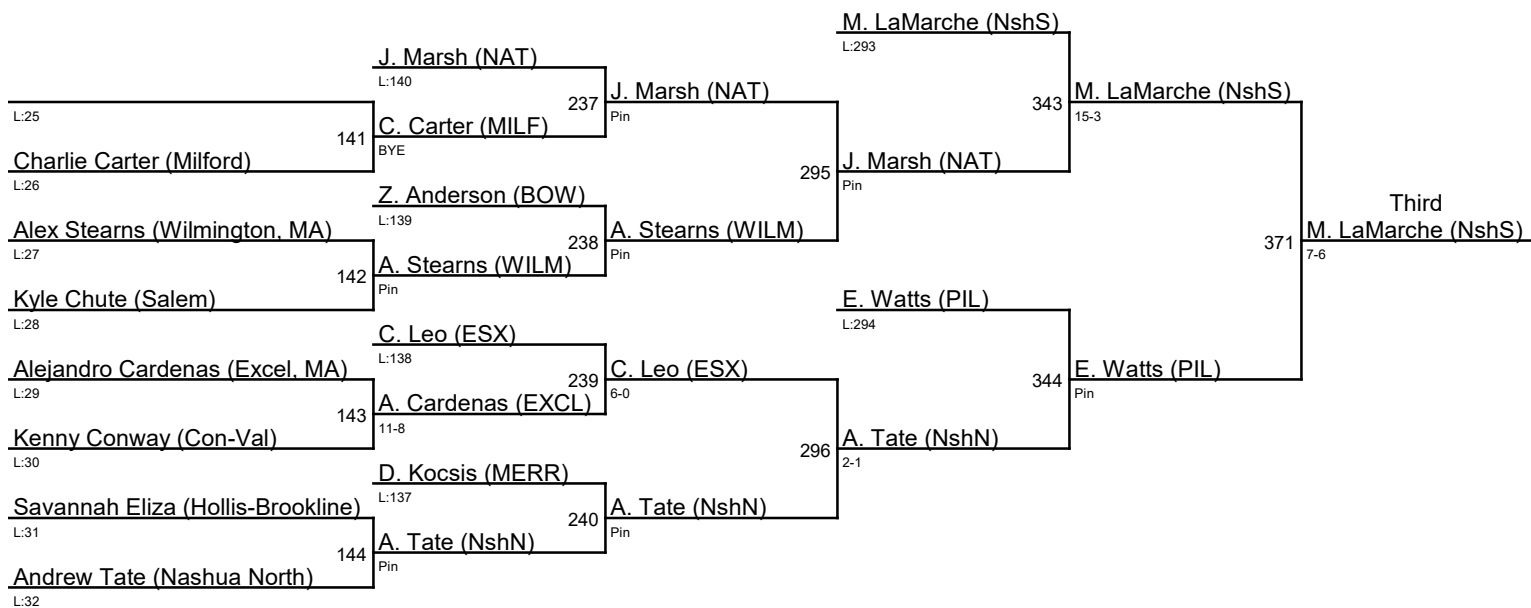 M. LaMarche (NshS)
L:293
J. Marsh (NAT)
L:140
237
J. Marsh (NAT)
Pin
343
M. LaMarche (NshS)
15-3
L:25
141
C. Carter (MILF)
BYE
Charlie Carter (Milford)
L:26
295
J. Marsh (NAT)
Pin
Z. Anderson (BOW)
L:139
Third
Alex Stearns (Wilmington, MA)
L:27
238
A. Stearns (WILM)
Pin
371
M. LaMarche (NshS)
7-6
142
A. Stearns (WILM)
Pin
Kyle Chute (Salem)
L:28
E. Watts (PIL)
L:294
C. Leo (ESX)
L:138
Alejandro Cardenas (Excel, MA)
L:29
239
C. Leo (ESX)
6-0
344
E. Watts (PIL)
Pin
143
A. Cardenas (EXCL)
11-8
Kenny Conway (Con-Val)
L:30
296
A. Tate (NshN)
2-1
D. Kocsis (MERR)
L:137
Savannah Eliza (Hollis-Brookline)
L:31
240
A. Tate (NshN)
Pin
144
A. Tate (NshN)
Pin
Andrew Tate (Nashua North)
L:32